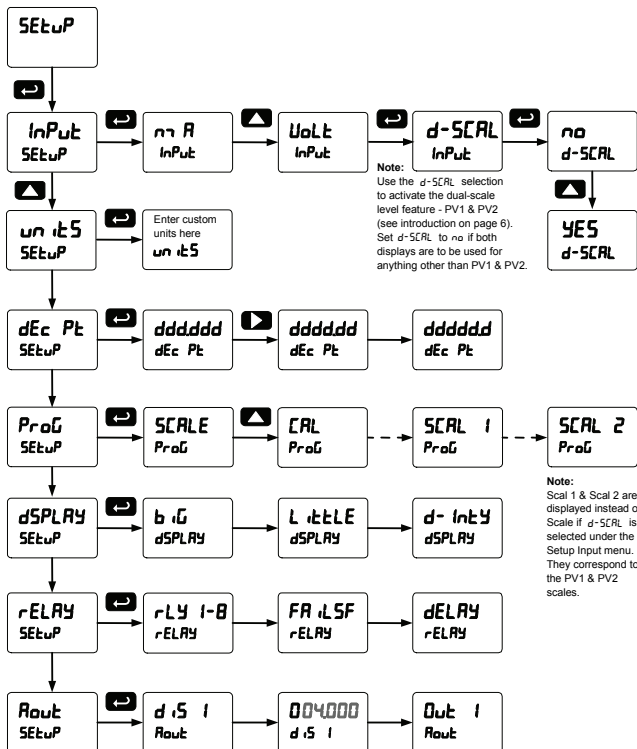 SEtuP
InPut
SEtuP
mA
InPut
VoLt
InPut
d-SCAL
InPut
no
d-SCAL
Note:
Use the d-SCAL selection
to activate the dual-scale
level feature - PV1 & PV2
(see introduction on page 6).
Set d-SCAL to no if both
displays are to be used for
anything other than PV1 & PV2.
YES
d-SCAL
unitS
SEtuP
Enter custom
units here
unitS
dEc Pt
SEtuP
ddd.ddd
dEc Pt
dddd.dd
dEc Pt
ddddd.d
dEc Pt
ProG
SEtuP
SCALE
ProG
CAL
ProG
SCAL 1
ProG
SCAL 2
ProG
Note:
Scal 1 & Scal 2 are
displayed instead o
Scale if d-SCAL is
selected under the
Setup Input menu.
They correspond to
the PV1 & PV2
scales.
dSPLAY
SEtuP
biG
dSPLAY
LittLE
dSPLAY
d-IntY
dSPLAY
rELAY
SEtuP
rLY 1-8
rELAY
FAiLSF
rELAY
dELAY
rELAY
Aout
SEtuP
diS 1
Aout
004.000
diS 1
Out 1
Aout